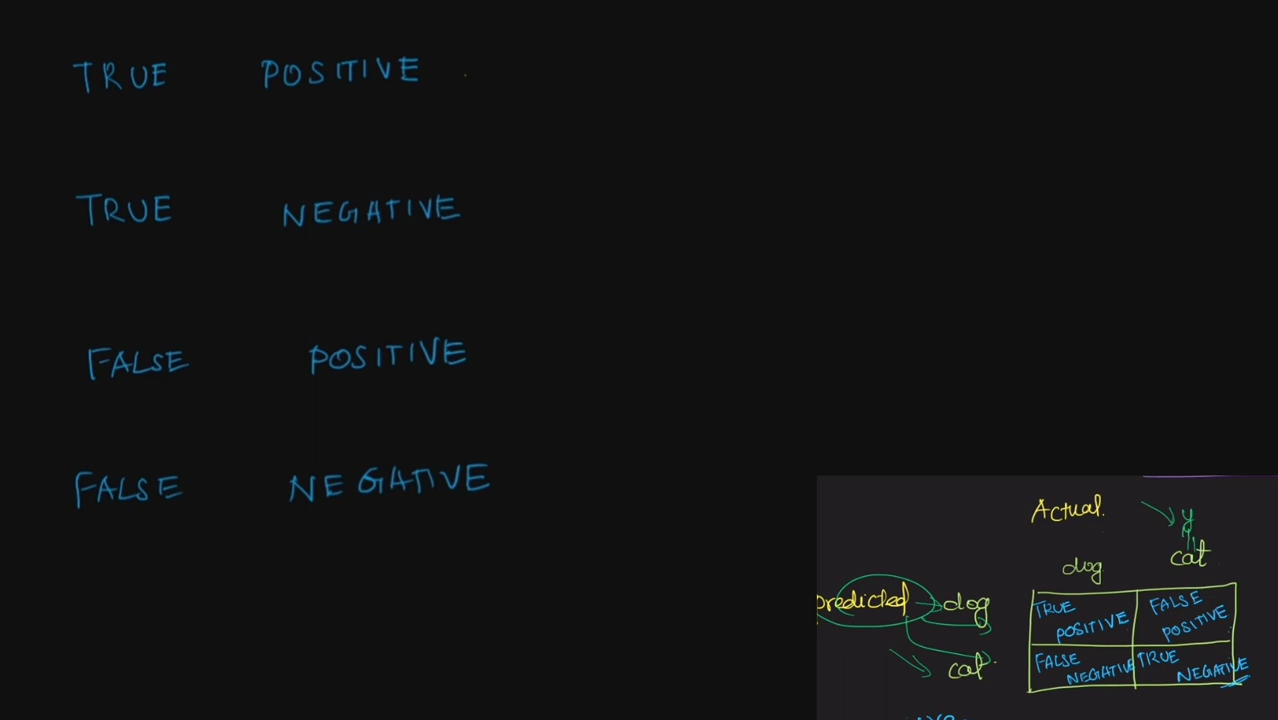 TRUE POSITIVE
TRUE NEGATIVE
FALSE POSITIVE
FALSE NEGATIVE
Actual.
y
dog cat
predicted dog
cat
TRUE POSITIVE
FALSE POSITIVE
FALSE NEGATIVE
TRUE NEGATIVE